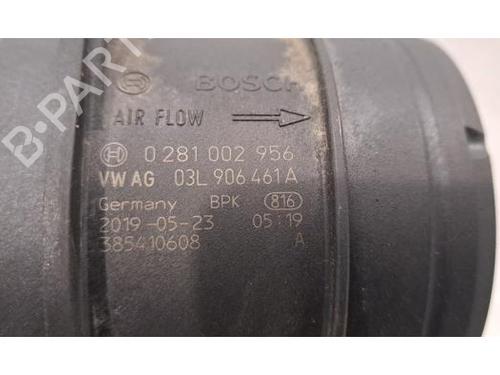 BOSCH
AIR FLOW
0 281 002 956
VW AG 03L 906 461 A
Germany BPK 816
2019-05-23 05:19
385410608 A
B-PARTS